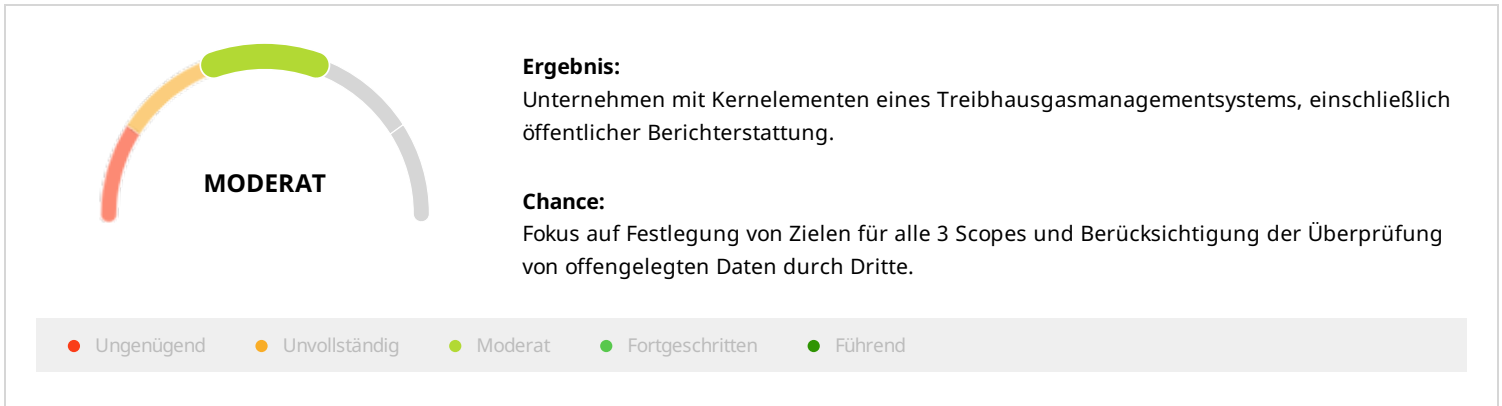 MODERAT
Ergebnis:
Unternehmen mit Kernelementen eines Treibhausgasmanagementsystems, einschließlich
öffentlicher Berichterstattung.
Chance:
Fokus auf Festlegung von Zielen für alle 3 Scopes und Berücksichtigung der Überprüfung
von offengelegten Daten durch Dritte.
Ungenügend Unvollständig Moderat Fortgeschritten Führend